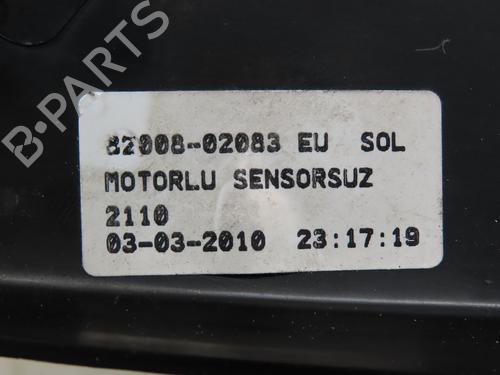 82008-02083 EU SOL
MOTORLU SENSORSUZ
2110
03-03-2010 23:17:19
B-PARTS